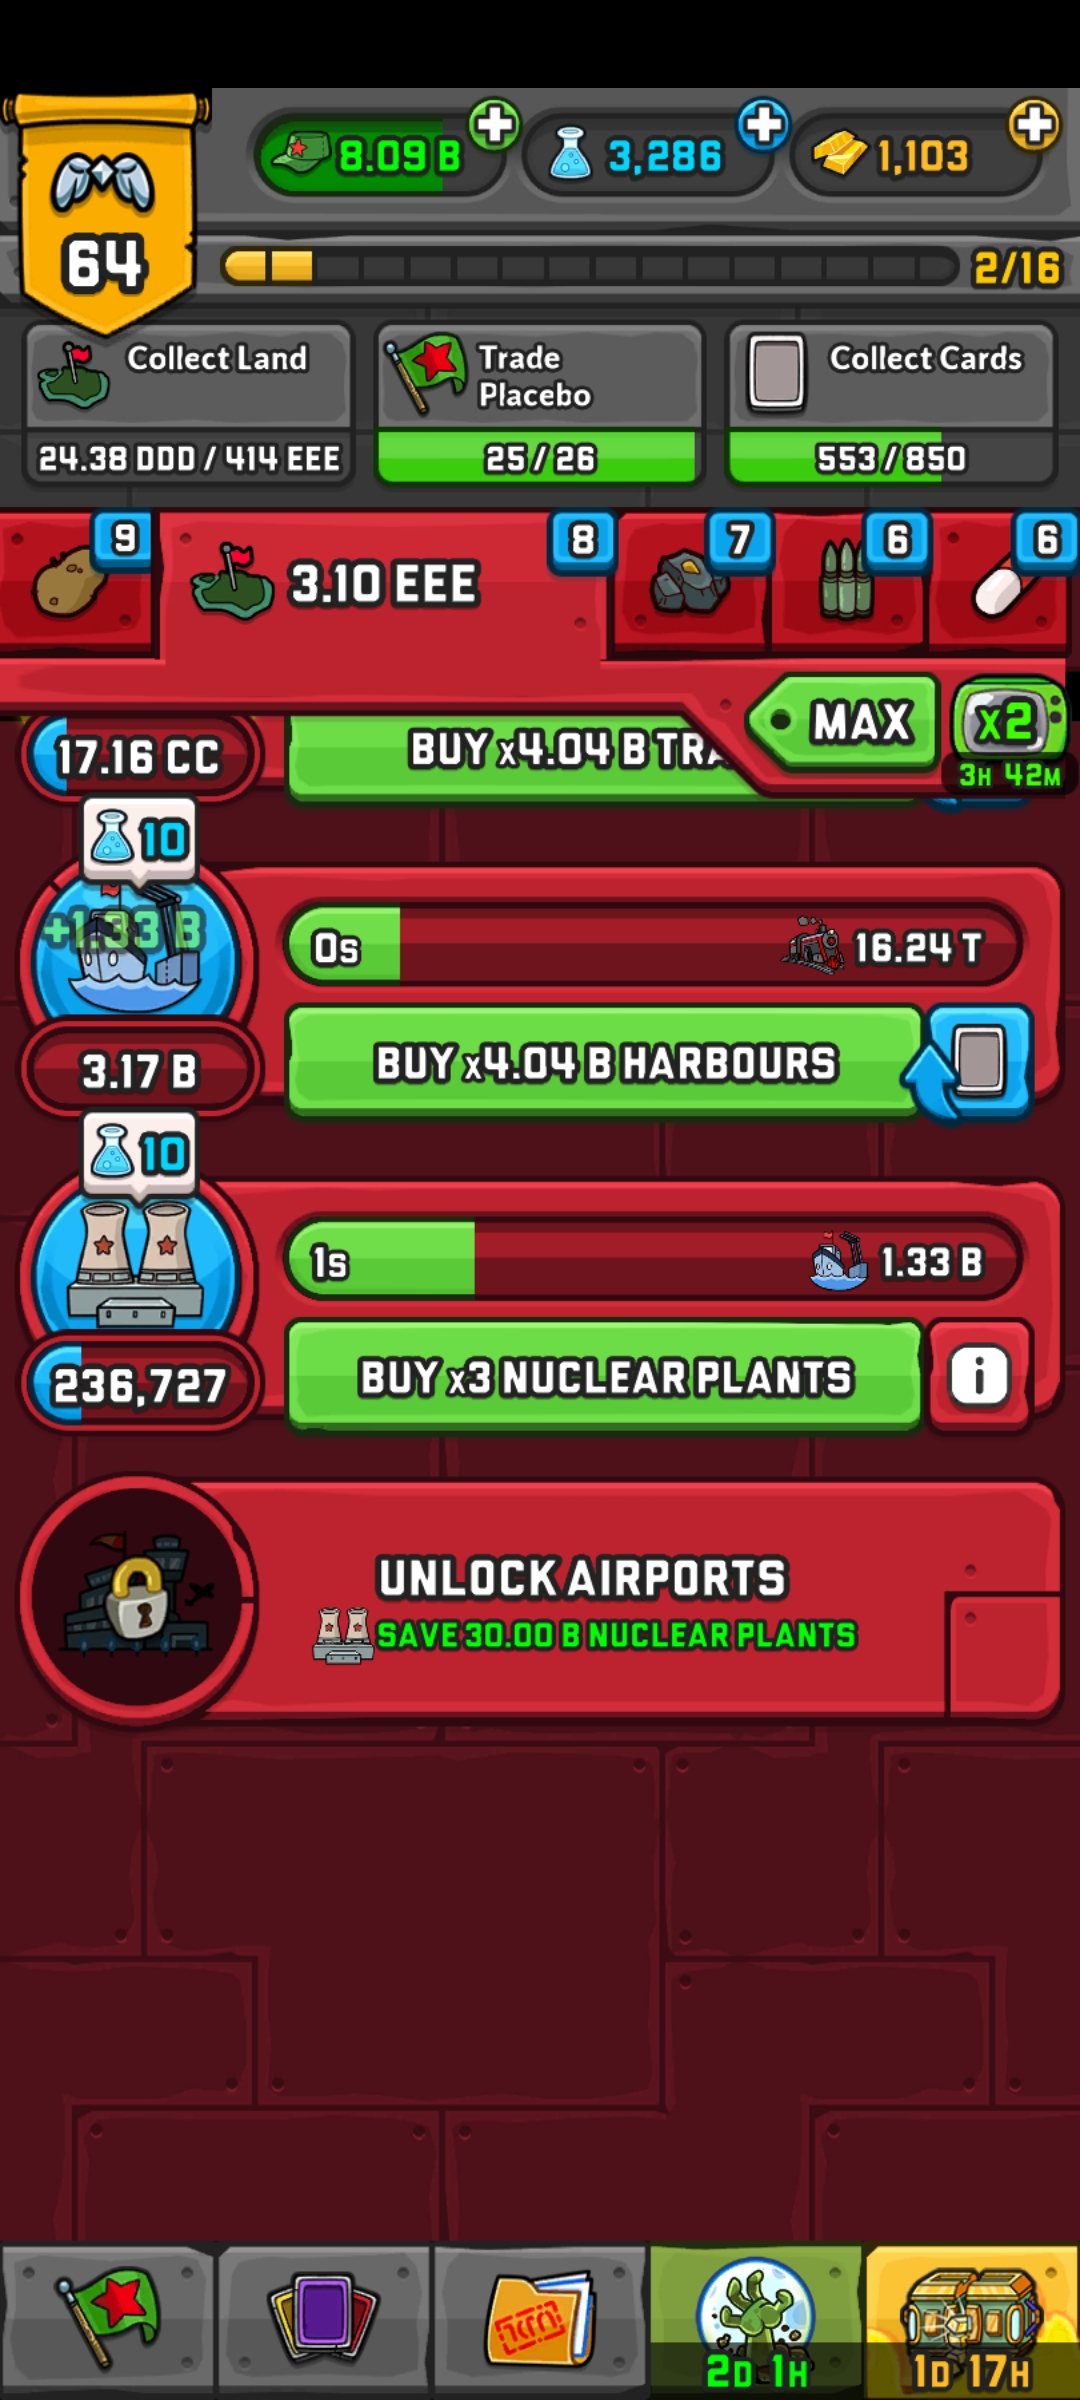 8.09 B
3,286
1,103
64
2/16
Collect Land
24.38 DDD / 414 EEE
Trade
Placebo
25/26
Collect Cards
553/850
9
3.10 EEE
8
7
6
6
MAX
x2
3H 42M
17.16 CC
BUY x4.04 B TRA
10
+1.33 B
0s
16.24 T
3.17 B
BUY x4.04 B HARBOURS
10
1s
1.33 B
236,727
BUY x3 NUCLEAR PLANTS
i
UNLOCK AIRPORTS
SAVE 30.00 B NUCLEAR PLANTS
2D 1H
1D 17H